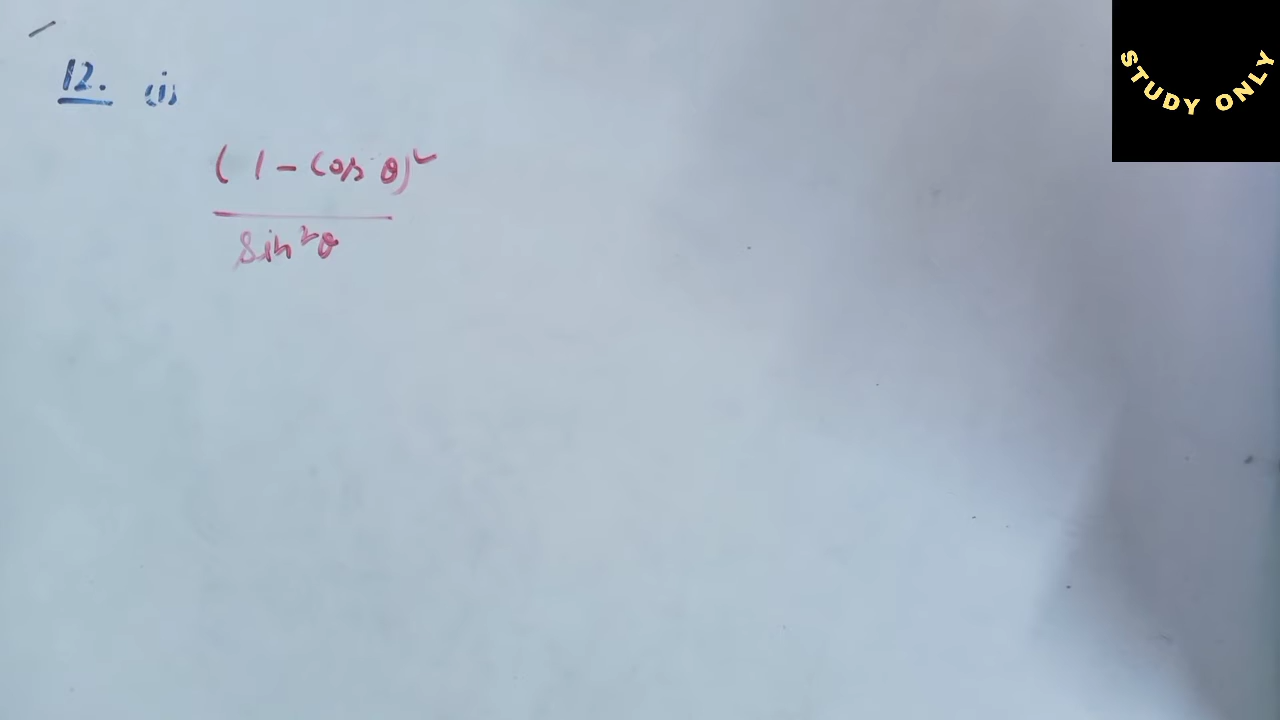 12. (i)
(1 - cos θ)²
sin²θ
STUDY ONLY